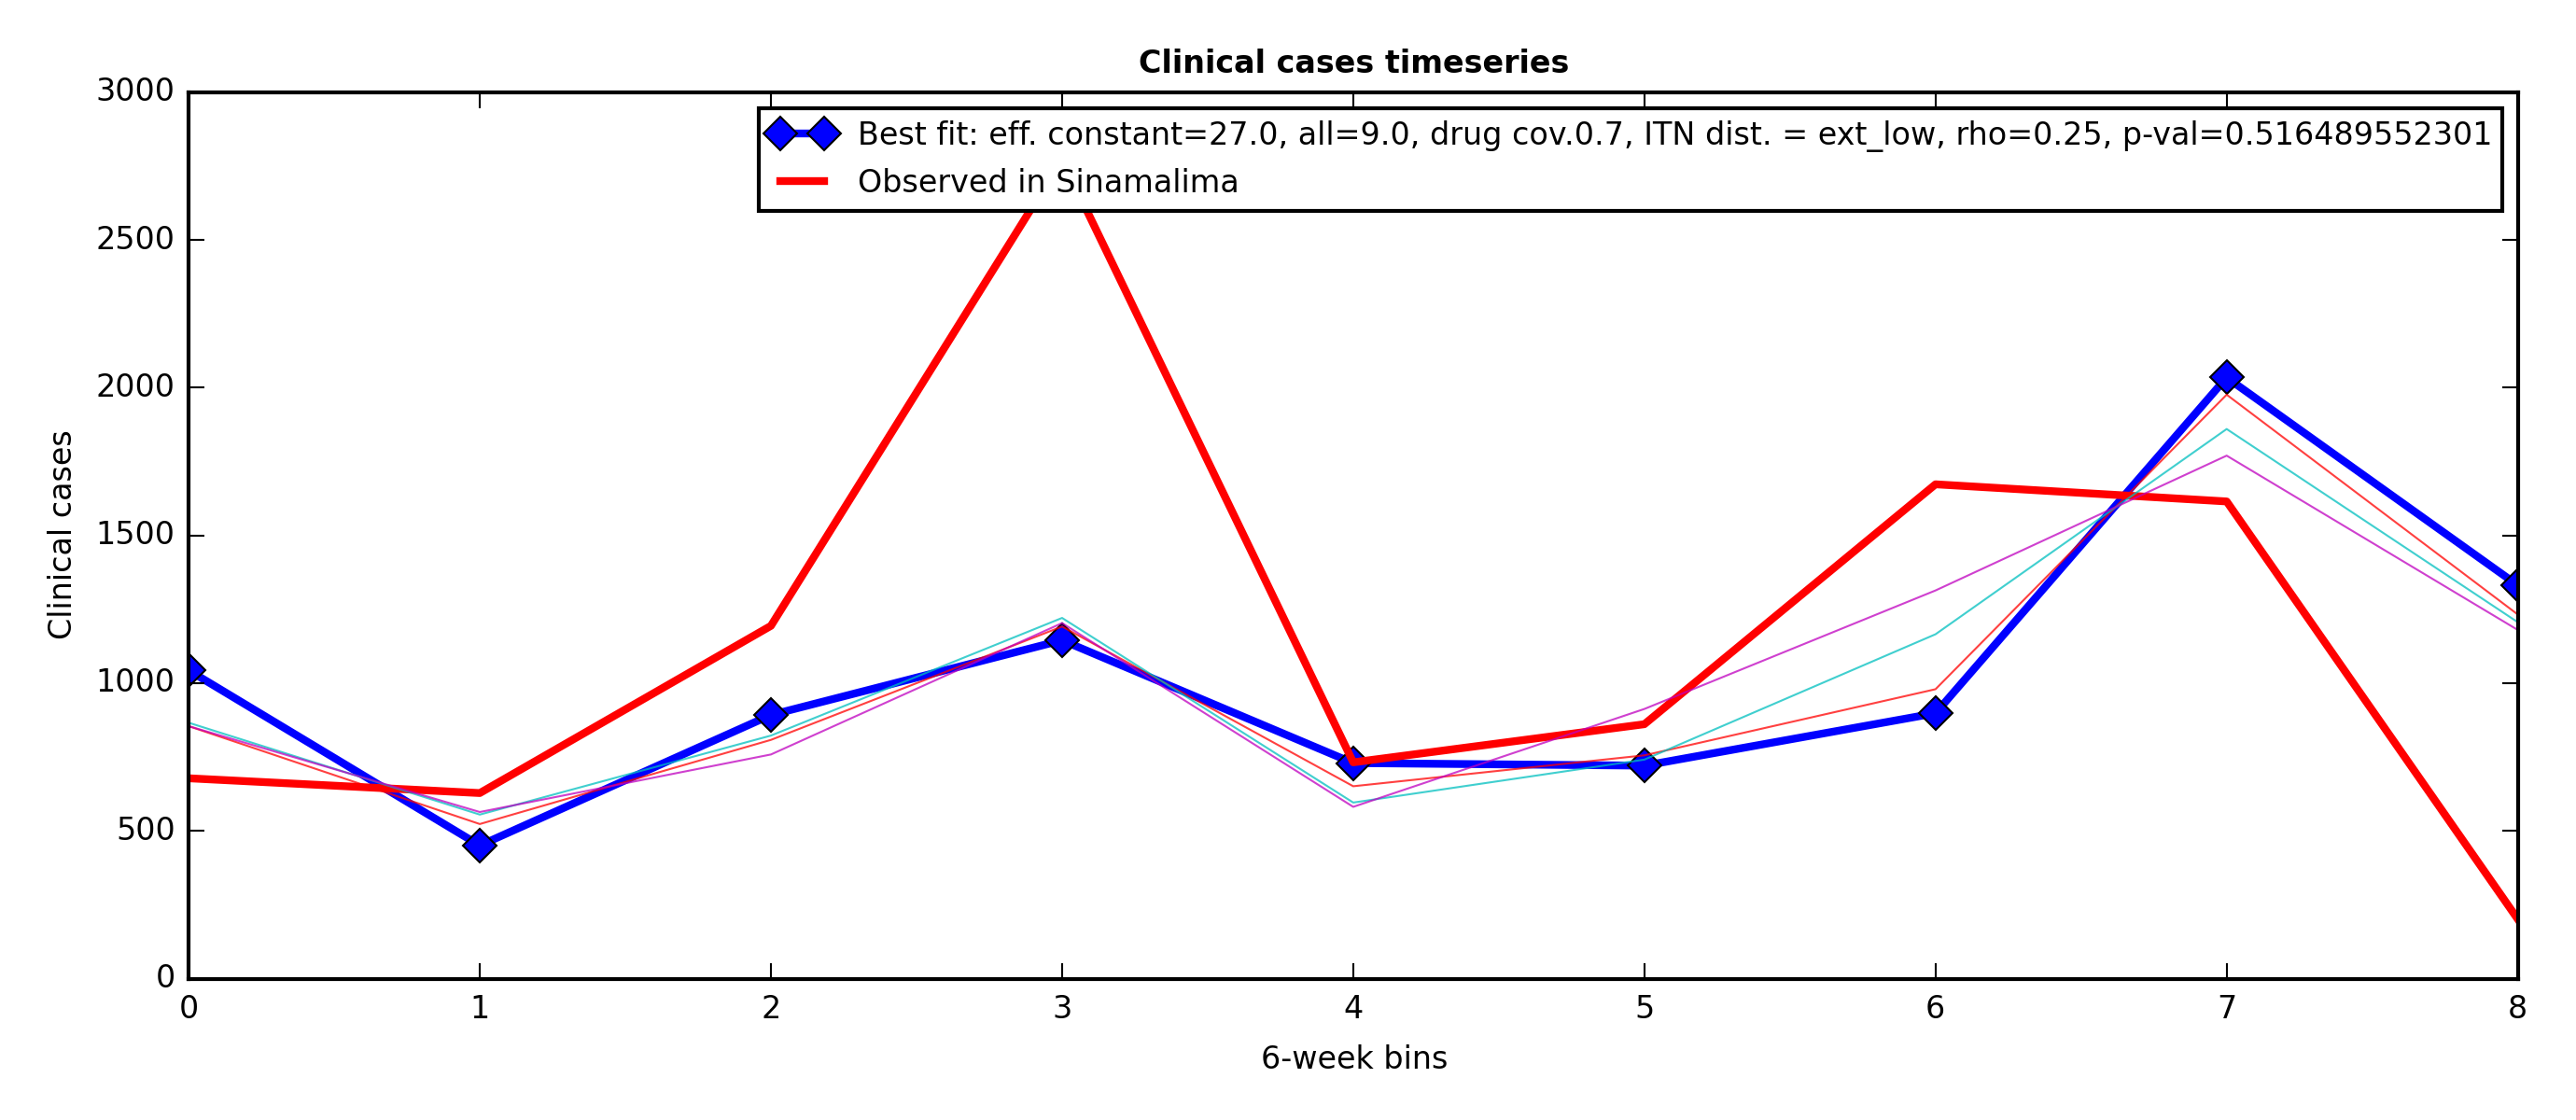 Clinical cases timeseries
3000
2500
2000
1500
1000
500
0
Clinical cases
Best fit: eff. constant=27.0, all=9.0, drug cov.0.7, ITN dist. = ext_low, rho=0.25, p-val=0.516489552301
Observed in Sinamalima
0 1 2 3 4 5 6 7 8
6-week bins